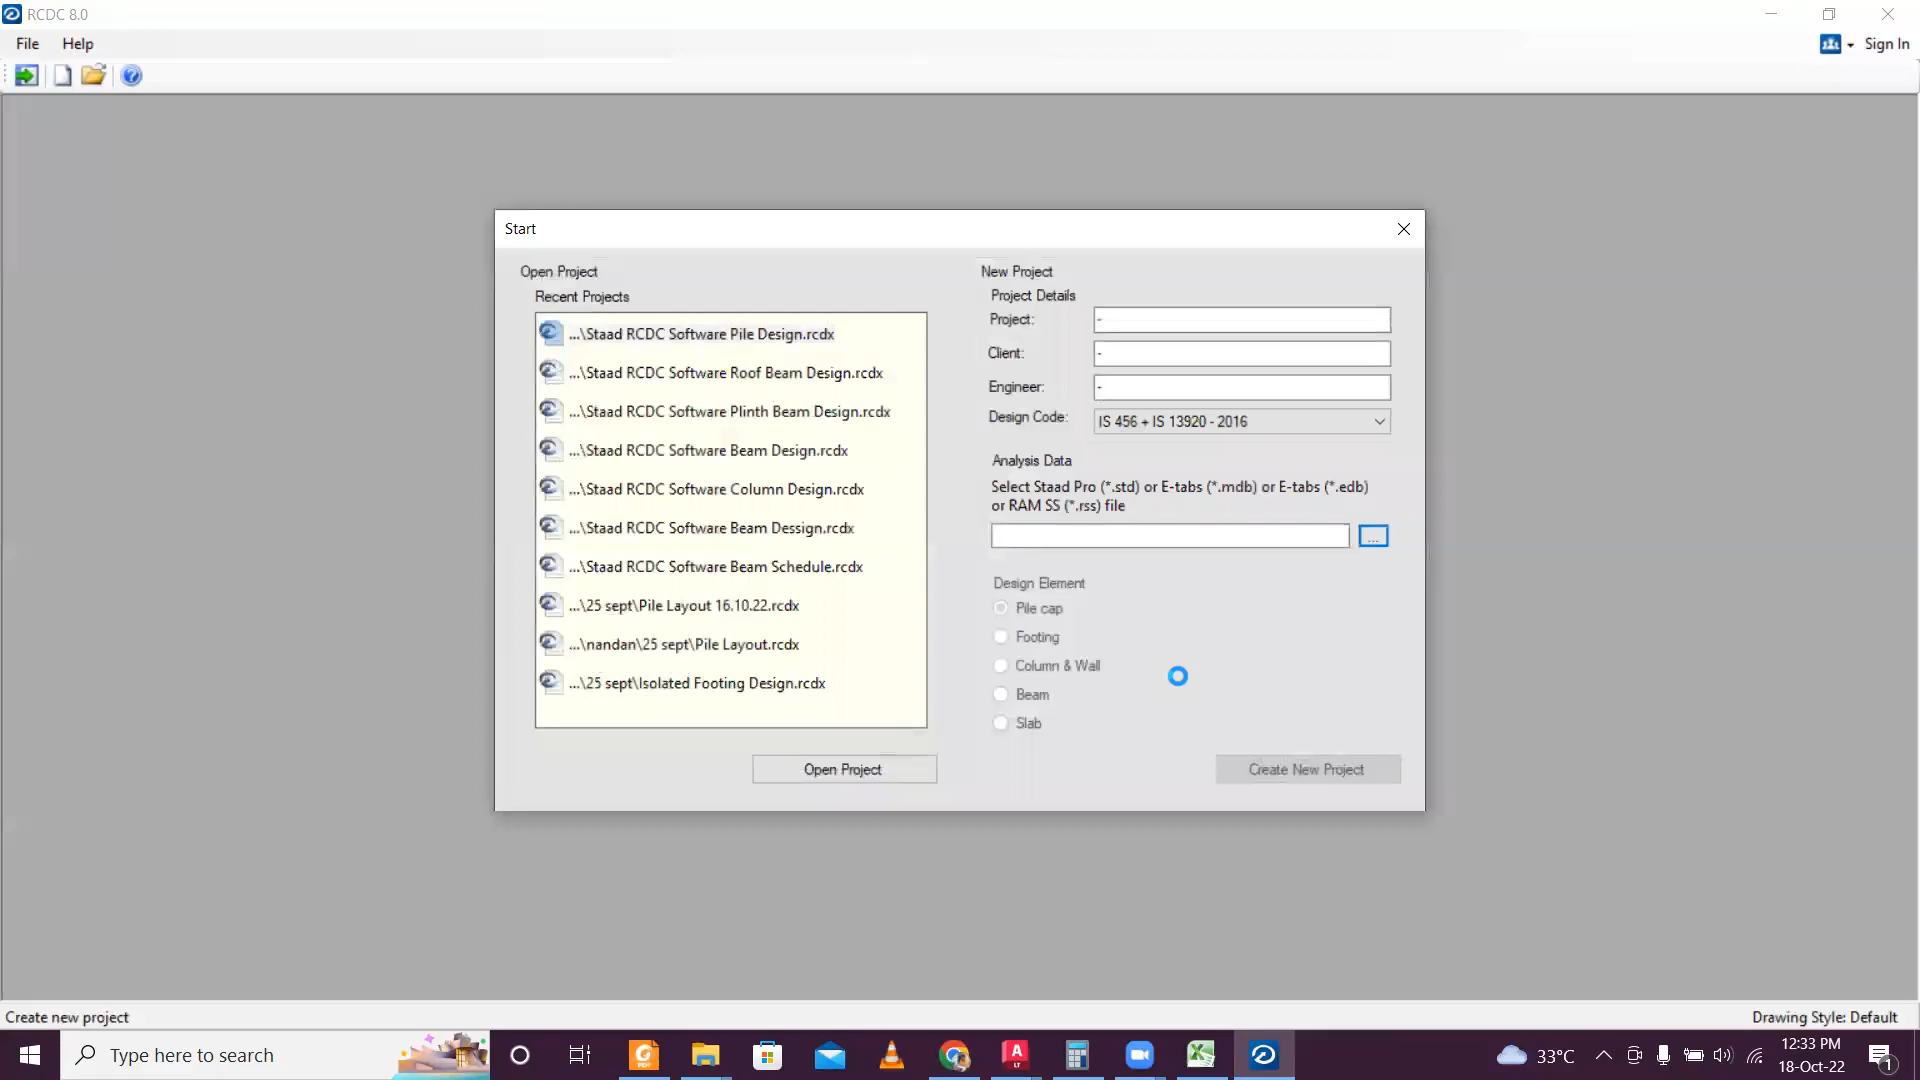 RCDC 8.0
File Help
Sign In
Start
Open Project
Recent Projects
...\Staad RCDC Software Pile Design.rcdx
...\Staad RCDC Software Roof Beam Design.rcdx
...\Staad RCDC Software Plinth Beam Design.rcdx
...\Staad RCDC Software Beam Design.rcdx
...\Staad RCDC Software Column Design.rcdx
...\Staad RCDC Software Beam Dessign.rcdx
...\Staad RCDC Software Beam Schedule.rcdx
...\25 sept\Pile Layout 16.10.22.rcdx
...\nandan\25 sept\Pile Layout.rcdx
...\25 sept\Isolated Footing Design.rcdx
Open Project
New Project
Project Details
Project: -
Client: -
Engineer: -
Design Code: IS 456 + IS 13920 - 2016
Analysis Data
Select Staad Pro (*.std) or E-tabs (*.mdb) or E-tabs (*.edb)
or RAM SS (*.rss) file
...
Design Element
Pile cap
Footing
Column & Wall
Beam
Slab
Create New Project
Create new project
Drawing Style: Default
Type here to search
33°C
12:33 PM
18-Oct-22
1